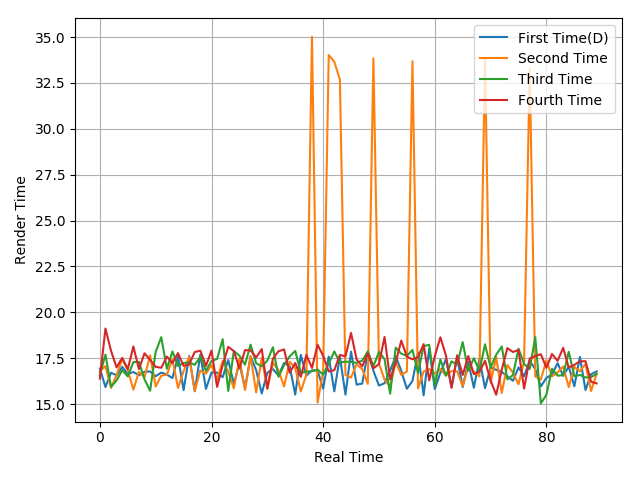 35.0
32.5
30.0
27.5
25.0
22.5
20.0
17.5
15.0
Render Time
0
20
40
60
80
Real Time
First Time(D)
Second Time
Third Time
Fourth Time